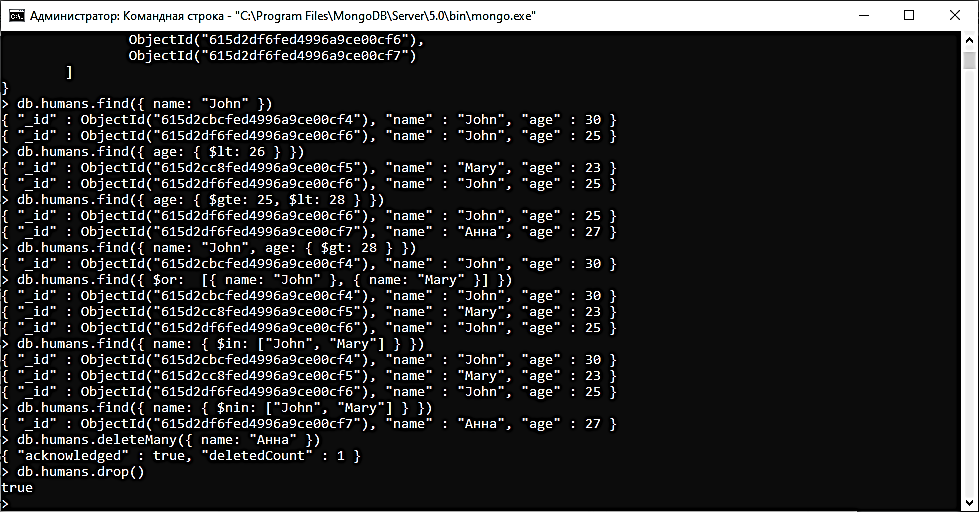 Администратор: Командная строка - "C:\Program Files\MongoDB\Server\5.0\bin\mongo.exe"
ObjectId("615d2df6fed4996a9ce00cf6"),
ObjectId("615d2df6fed4996a9ce00cf7")
]
}
> db.humans.find({ name: "John" })
{ "_id" : ObjectId("615d2cbcfed4996a9ce00cf4"), "name" : "John", "age" : 30 }
{ "_id" : ObjectId("615d2df6fed4996a9ce00cf6"), "name" : "John", "age" : 25 }
> db.humans.find({ age: { $lt: 26 } })
{ "_id" : ObjectId("615d2cc8fed4996a9ce00cf5"), "name" : "Mary", "age" : 23 }
{ "_id" : ObjectId("615d2df6fed4996a9ce00cf6"), "name" : "John", "age" : 25 }
> db.humans.find({ age: { $gte: 25, $lt: 28 } })
{ "_id" : ObjectId("615d2df6fed4996a9ce00cf6"), "name" : "John", "age" : 25 }
{ "_id" : ObjectId("615d2df6fed4996a9ce00cf7"), "name" : "Анна", "age" : 27 }
> db.humans.find({ name: "John", age: { $gt: 28 } })
{ "_id" : ObjectId("615d2cbcfed4996a9ce00cf4"), "name" : "John", "age" : 30 }
> db.humans.find({ $or:  [{ name: "John" }, { name: "Mary" }] })
{ "_id" : ObjectId("615d2cbcfed4996a9ce00cf4"), "name" : "John", "age" : 30 }
{ "_id" : ObjectId("615d2cc8fed4996a9ce00cf5"), "name" : "Mary", "age" : 23 }
{ "_id" : ObjectId("615d2df6fed4996a9ce00cf6"), "name" : "John", "age" : 25 }
> db.humans.find({ name: { $in: ["John", "Mary"] } })
{ "_id" : ObjectId("615d2cbcfed4996a9ce00cf4"), "name" : "John", "age" : 30 }
{ "_id" : ObjectId("615d2cc8fed4996a9ce00cf5"), "name" : "Mary", "age" : 23 }
{ "_id" : ObjectId("615d2df6fed4996a9ce00cf6"), "name" : "John", "age" : 25 }
> db.humans.find({ name: { $nin: ["John", "Mary"] } })
{ "_id" : ObjectId("615d2df6fed4996a9ce00cf7"), "name" : "Анна", "age" : 27 }
> db.humans.deleteMany({ name: "Анна" })
{ "acknowledged" : true, "deletedCount" : 1 }
> db.humans.drop()
true
>